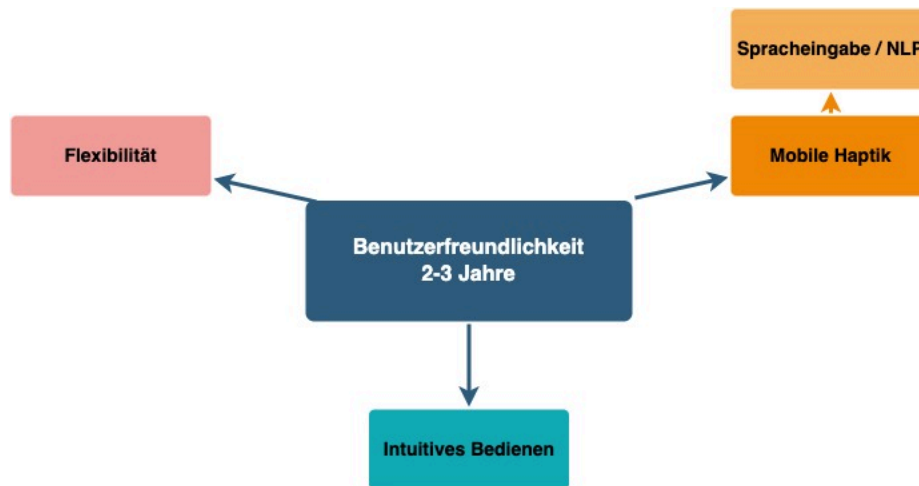 Spracheingabe / NLP
Flexibilität
Mobile Haptik
Benutzerfreundlichkeit
2-3 Jahre
Intuitives Bedienen